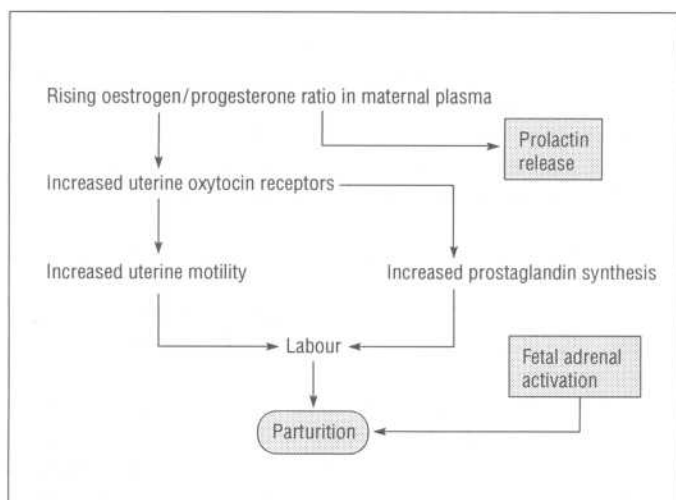 Rising oestrogen/progesterone ratio in maternal plasma
Prolactin
release
Increased uterine oxytocin receptors
Increased uterine motility
Increased prostaglandin synthesis
Labour
Fetal adrenal
activation
Parturition